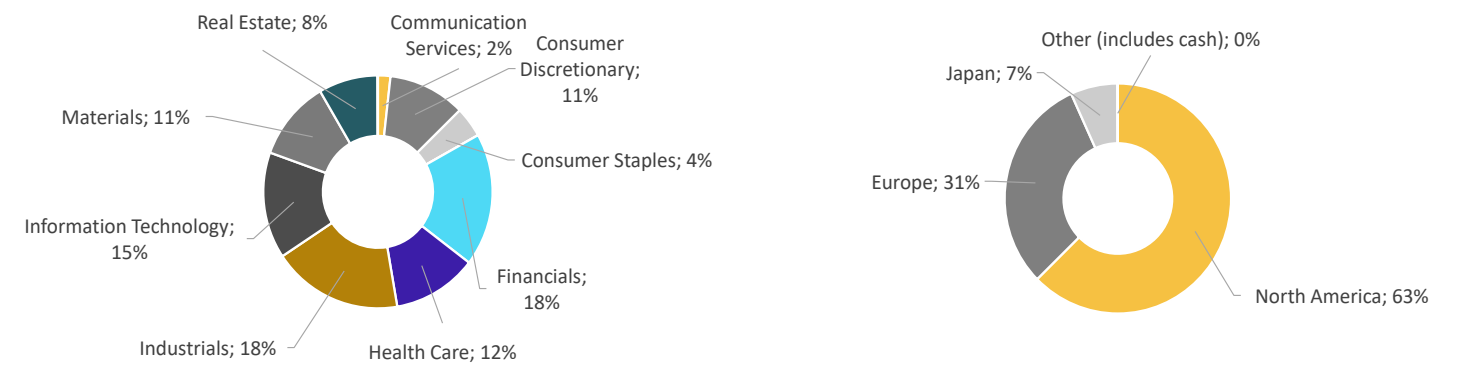 Real Estate; 8%
Communication
Services; 2%
Consumer
Discretionary;
11%
Materials; 11%
Consumer Staples; 4%
Information Technology;
15%
Financials;
18%
Industrials; 18%
Health Care; 12%
Other (includes cash); 0%
Japan; 7%
Europe; 31%
North America; 63%